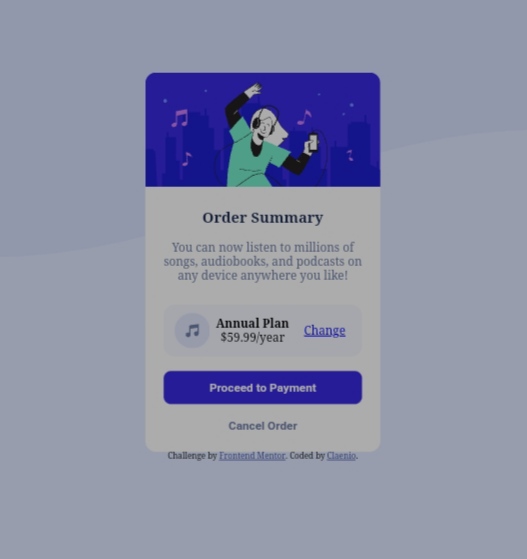 Order Summary
You can now listen to millions of
songs, audiobooks, and podcasts on
any device anywhere you like!
Annual Plan
$59.99/year
Change
Proceed to Payment
Cancel Order
Challenge by Frontend Mentor. Coded by Claenio.